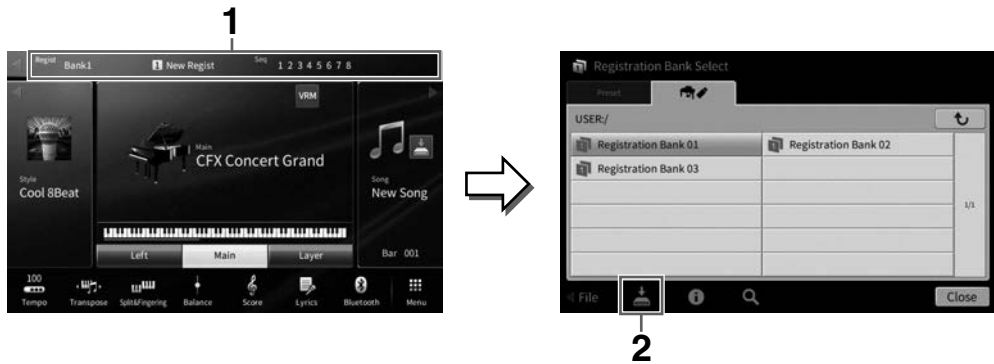 1
Regist Bank1 1 New Regist Seq 1 2 3 4 5 6 7 8
VRM
Main
CFX Concert Grand
Style
Cool 8Beat
Song
New Song
Left Main Layer Bar 001
100
Tempo Transpose Split&Fingering Balance Score Lyrics Bluetooth Menu
Registration Bank Select
Preset
USER:/
Registration Bank 01 Registration Bank 02
Registration Bank 03
1/1
File Close
2